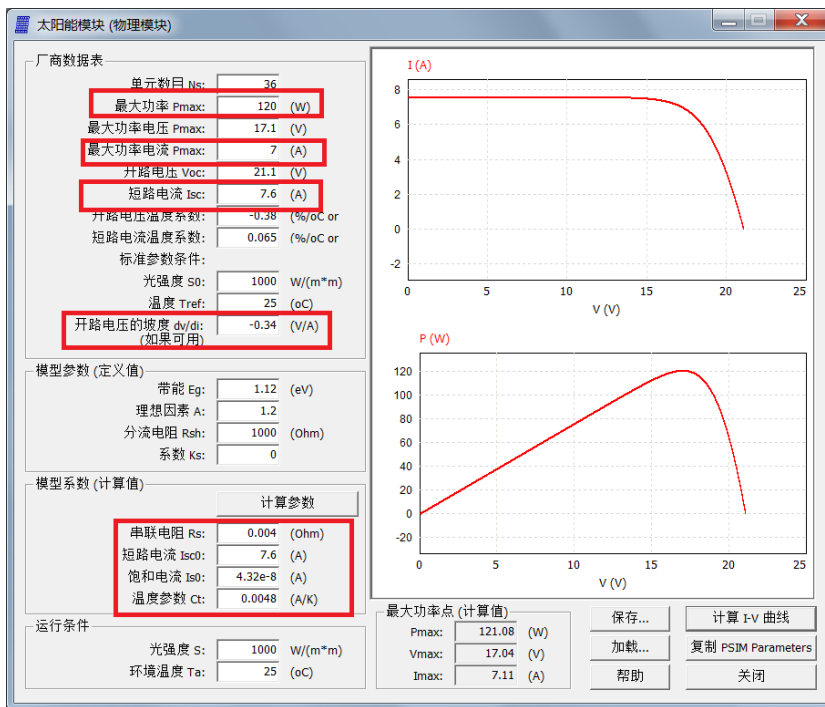 太阳能模块 (物理模块)
厂商数据表
单元数目 Ns: 36
最大功率 Pmax: 120 (W)
最大功率电压 Pmax: 17.1 (V)
最大功率电流 Pmax: 7 (A)
开路电压 Voc: 21.1 (V)
短路电流 Isc: 7.6 (A)
开路电压温度系数: -0.38 (%/oC or
短路电流温度系数: 0.065 (%/oC or
标准参数条件:
光强度 S0: 1000 W/(m*m)
温度 Tref: 25 (oC)
开路电压的坡度 dv/di: -0.34 (V/A)
(如果可用)
模型参数 (定义值)
带能 Eg: 1.12 (eV)
理想因素 A: 1.2
分流电阻 Rsh: 1000 (Ohm)
系数 Ks: 0
模型系数 (计算值)
计算参数
串联电阻 Rs: 0.004 (Ohm)
短路电流 Isc0: 7.6 (A)
饱和电流 Is0: 4.32e-8 (A)
温度参数 Ct: 0.0048 (A/K)
运行条件
光强度 S: 1000 W/(m*m)
环境温度 Ta: 25 (oC)
I (A)
8
6
4
2
0
-2
0 5 10 15 20 25
V (V)
P (W)
120
100
80
60
40
20
0
-20
0 5 10 15 20 25
V (V)
最大功率点 (计算值)
Pmax: 121.08 (W)
Vmax: 17.04 (V)
Imax: 7.11 (A)
保存... 计算 I-V 曲线
加载... 复制 PSIM Parameters
帮助 关闭